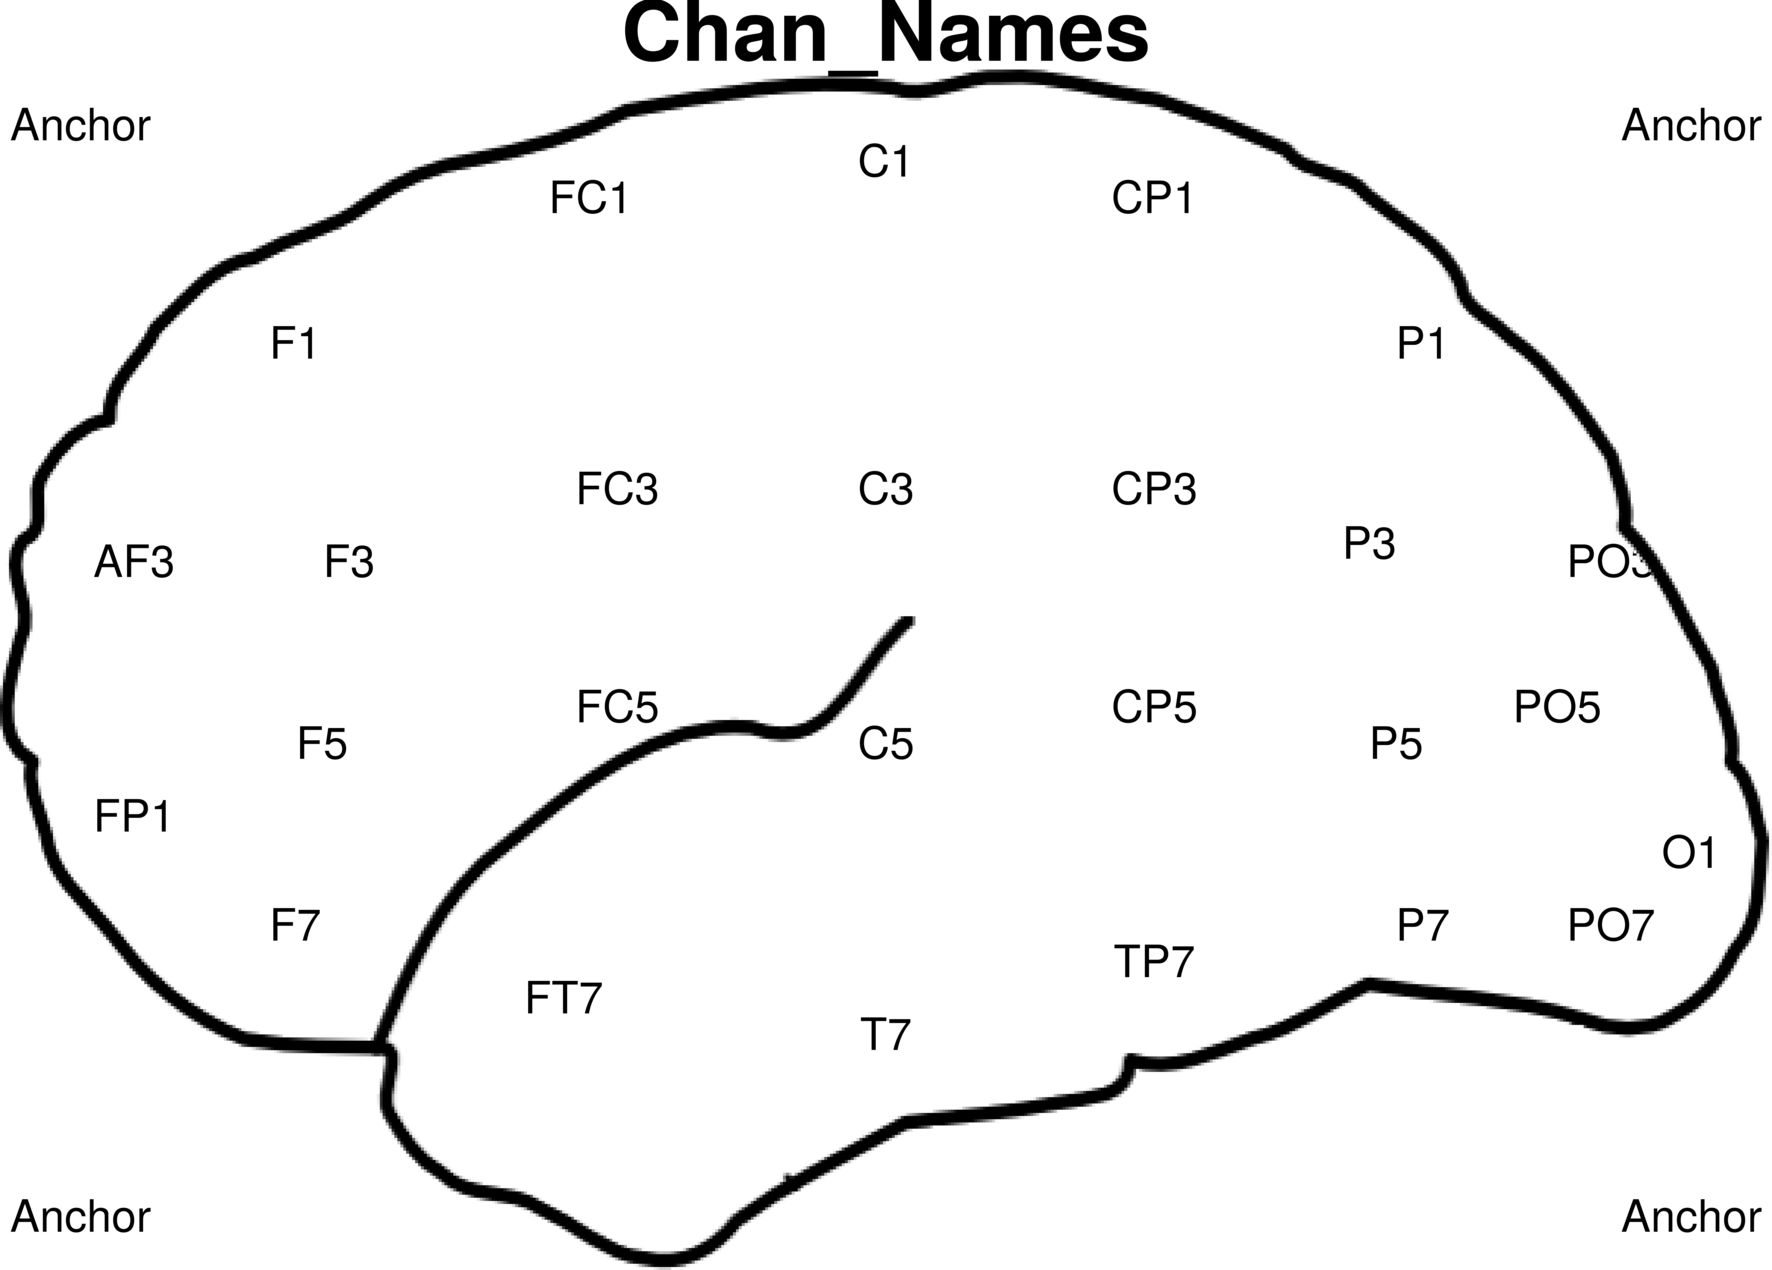 Chan_Names
Anchor Anchor
C1
FC1 CP1
F1 P1
FC3 C3 CP3
P3
AF3 F3 PO3
FC5 CP5 PO5
F5 C5 P5
FP1
O1
F7 P7 PO7
TP7
FT7
T7
Anchor Anchor